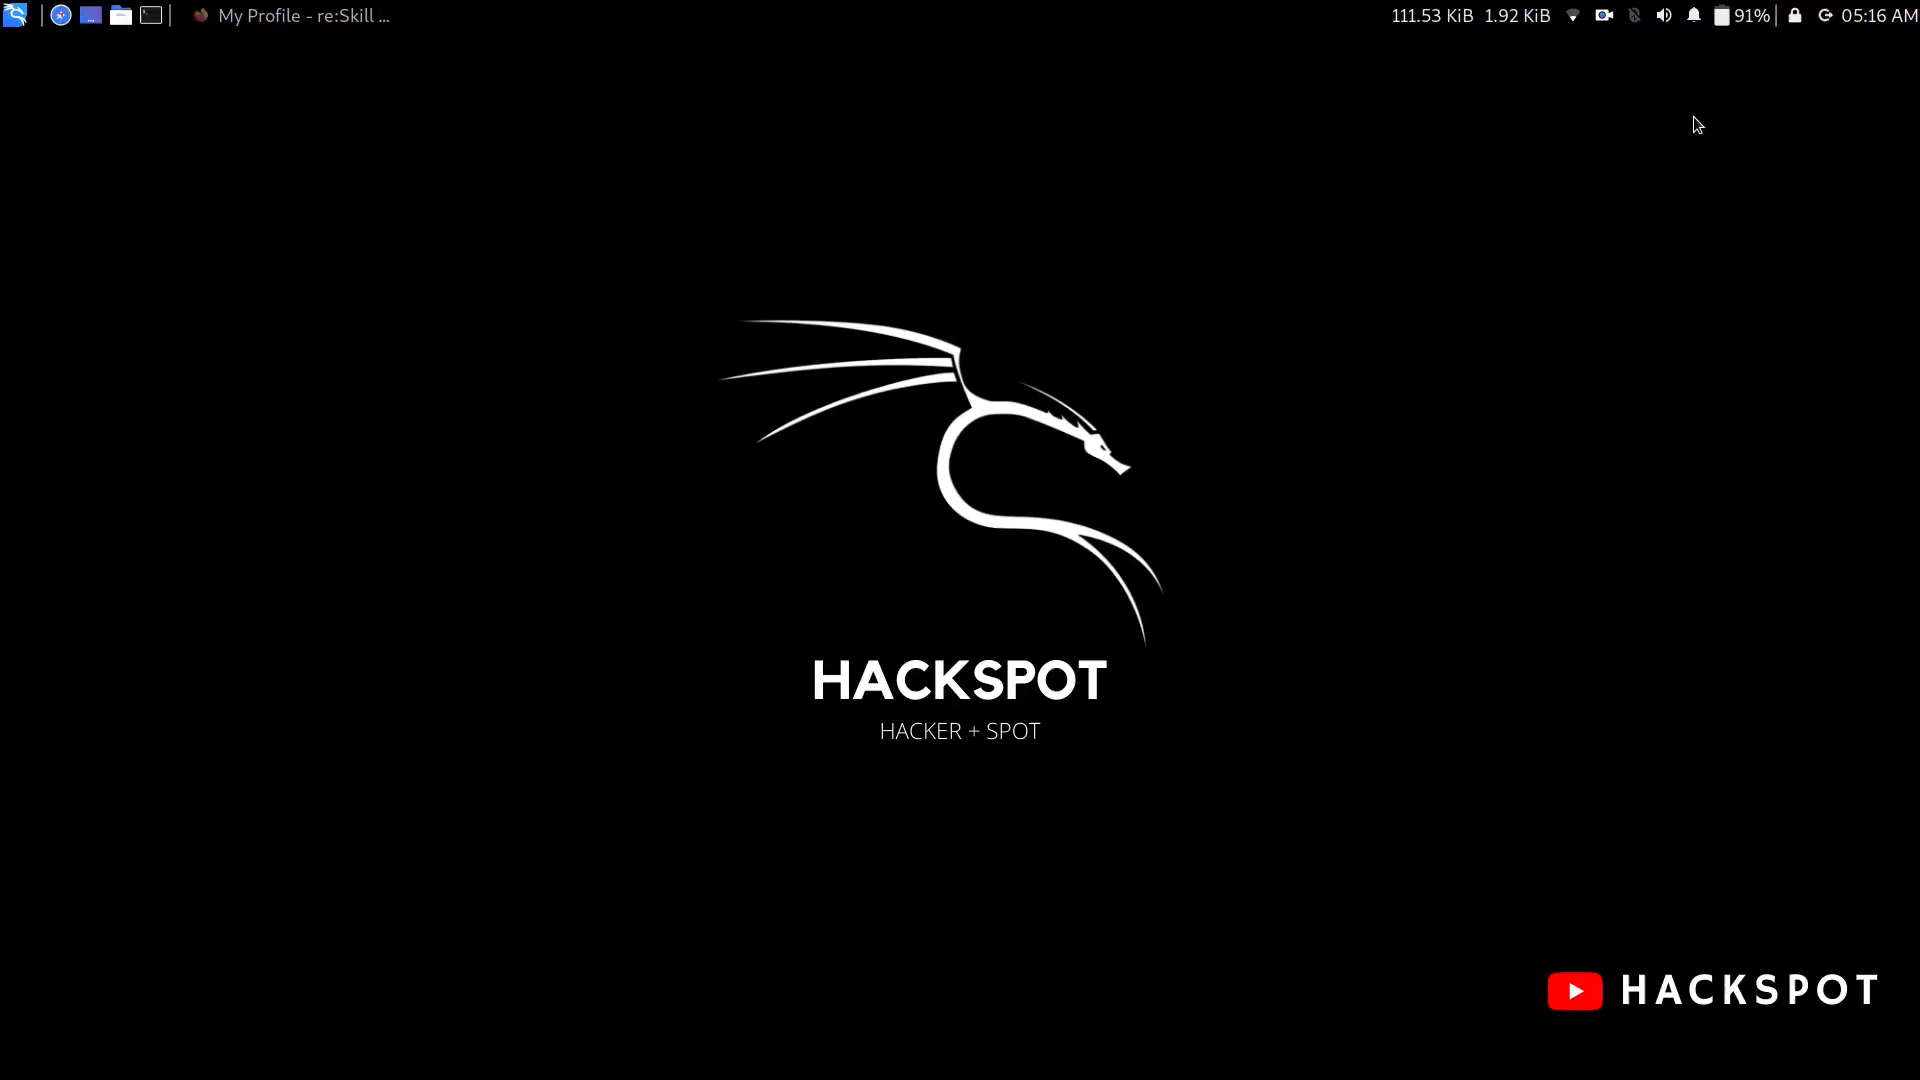 My Profile - re:Skill ...
111.53 KiB 1.92 KiB 91% 05:16 AM
HACKSPOT
HACKER + SPOT
HACKSPOT